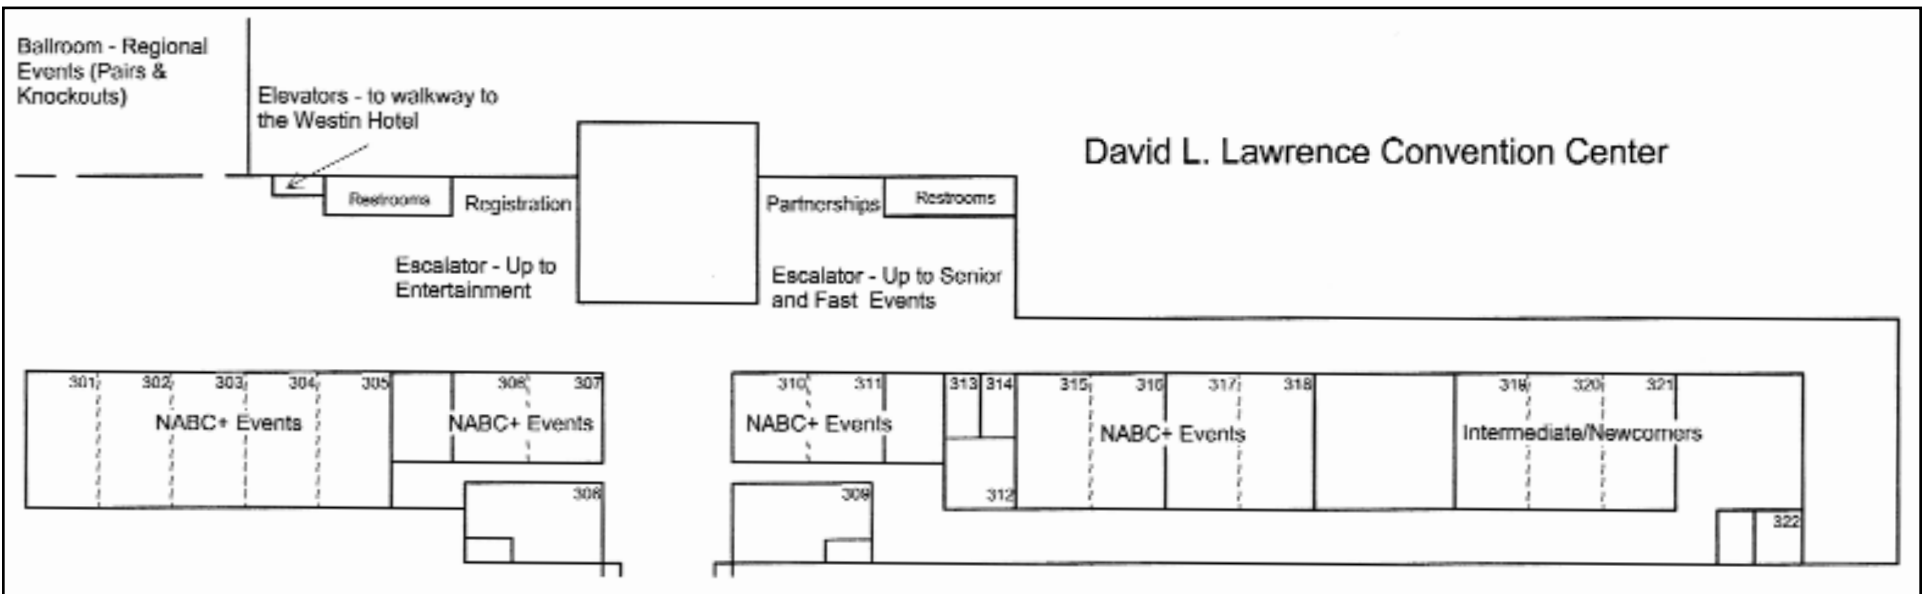 Ballroom - Regional
Events (Pairs &
Knockouts)
Elevators - to walkway to
the Westin Hotel
David L. Lawrence Convention Center
Restrooms
Registration
Partnerships
Restrooms
Escalator - Up to
Entertainment
Escalator - Up to Senior
and Fast Events
301 302 303 304 305 306 307 310 311 313 314 315 316 317 318 319 320 321
NABC+ Events
NABC+ Events
NABC+ Events
NABC+ Events
Intermediate/Newcomers
308
309
312
322